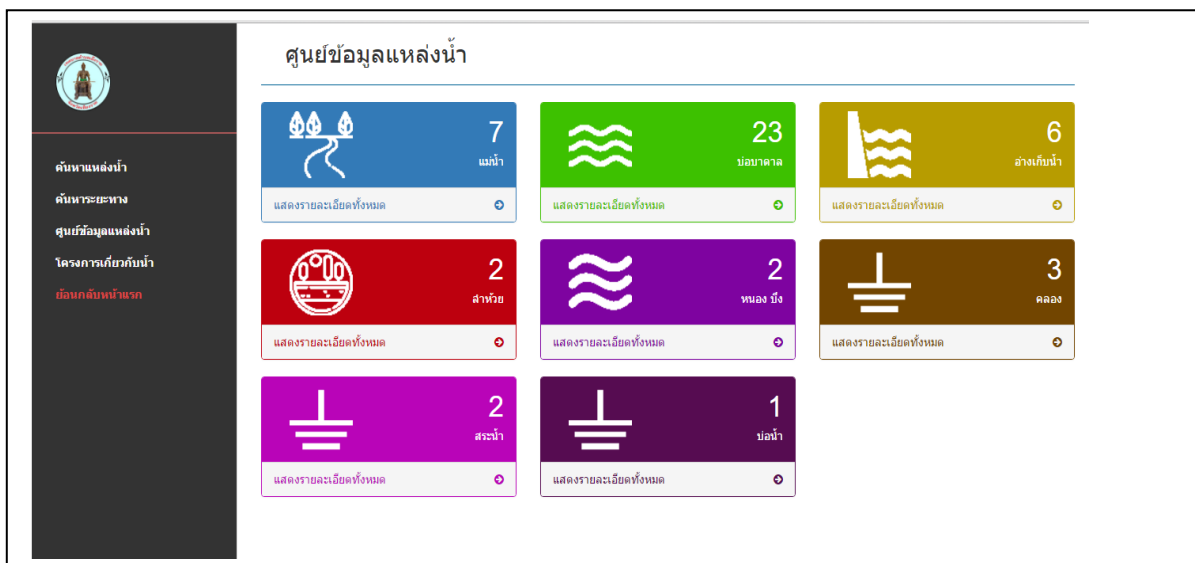 ศูนย์ข้อมูลแหล่งน้ำ
ค้นหาแหล่งน้ำ
ค้นหาระยะทาง
ศูนย์ข้อมูลแหล่งน้ำ
โครงการเกี่ยวกับน้ำ
ย้อนกลับหน้าแรก
7
แม่น้ำ
แสดงรายละเอียดทั้งหมด
23
บ่อบาดาล
แสดงรายละเอียดทั้งหมด
6
อ่างเก็บน้ำ
แสดงรายละเอียดทั้งหมด
2
ลำห้วย
แสดงรายละเอียดทั้งหมด
2
หนอง บึง
แสดงรายละเอียดทั้งหมด
3
คลอง
แสดงรายละเอียดทั้งหมด
2
สระน้ำ
แสดงรายละเอียดทั้งหมด
1
บ่อน้ำ
แสดงรายละเอียดทั้งหมด